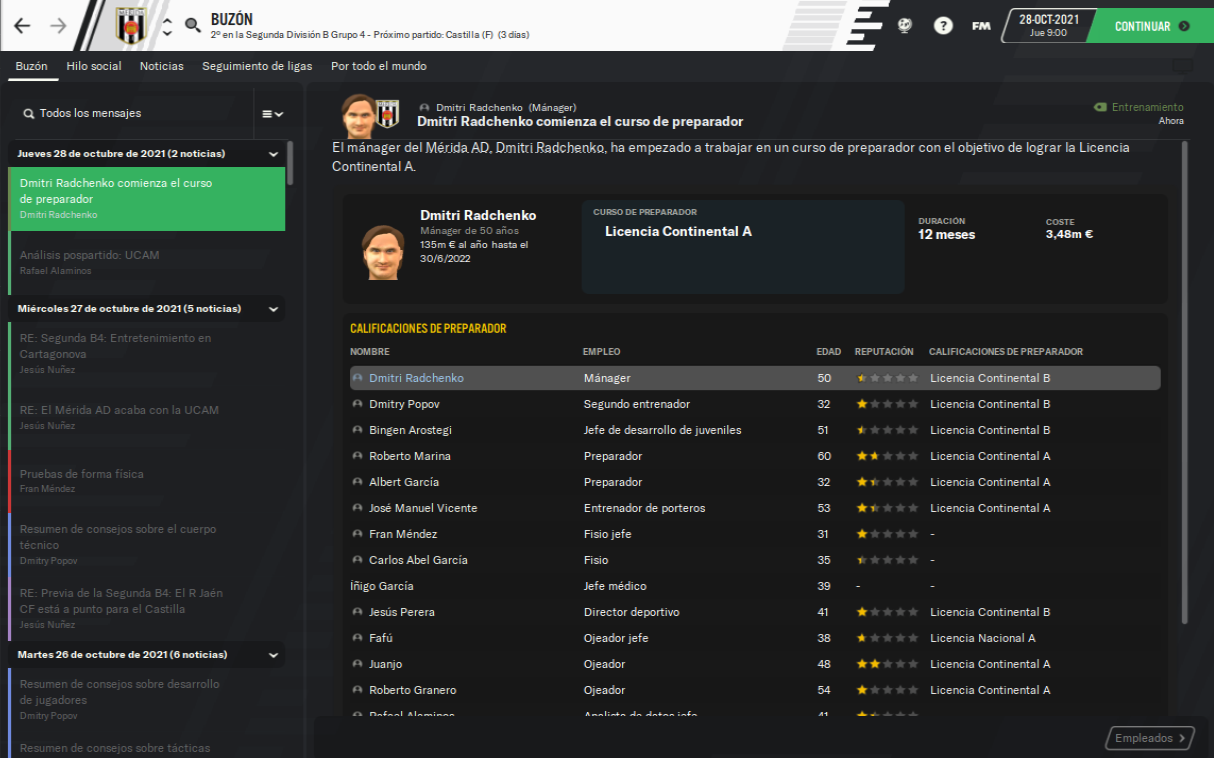 BUZÓN
2º en la Segunda División B Grupo 4 - Próximo partido: Castilla (F) (3 días)
?
FM
28-OCT-2021
Jue 9:00
CONTINUAR
Buzón
Hilo social
Noticias
Seguimiento de ligas
Por todo el mundo
Todos los mensajes
Jueves 28 de octubre de 2021 (2 noticias)
Dmitri Radchenko comienza el curso
de preparador
Dmitri Radchenko
Análisis pospartido: UCAM
Rafael Alaminos
Miércoles 27 de octubre de 2021 (5 noticias)
RE: Segunda B4: Entretenimiento en
Cartagonova
Jesús Nuñez
RE: El Mérida AD acaba con la UCAM
Jesús Nuñez
Pruebas de forma física
Fran Méndez
Resumen de consejos sobre el cuerpo
técnico
Dmitry Popov
RE: Previa de la Segunda B4: El R Jaén
CF está a punto para el Castilla
Jesús Nuñez
Martes 26 de octubre de 2021 (6 noticias)
Resumen de consejos sobre desarrollo
de jugadores
Dmitry Popov
Resumen de consejos sobre tácticas
Dmitri Radchenko (Mánager)
Dmitri Radchenko comienza el curso de preparador
Entrenamiento
Ahora
El mánager del Mérida AD, Dmitri Radchenko, ha empezado a trabajar en un curso de preparador con el objetivo de lograr la Licencia
Continental A.
Dmitri Radchenko
Mánager de 50 años
135m € al año hasta el
30/6/2022
CURSO DE PREPARADOR
Licencia Continental A
DURACIÓN
12 meses
COSTE
3,48m €
CALIFICACIONES DE PREPARADOR
NOMBRE EMPLEO EDAD REPUTACIÓN CALIFICACIONES DE PREPARADOR
Dmitri Radchenko Mánager 50 Licencia Continental B
Dmitry Popov Segundo entrenador 32 Licencia Continental B
Bingen Arostegi Jefe de desarrollo de juveniles 51 Licencia Continental B
Roberto Marina Preparador 60 Licencia Continental A
Albert García Preparador 32 Licencia Continental A
José Manuel Vicente Entrenador de porteros 53 Licencia Continental A
Fran Méndez Fisio jefe 31 -
Carlos Abel García Fisio 35 -
Íñigo García Jefe médico 39 - -
Jesús Perera Director deportivo 41 Licencia Continental B
Fafú Ojeador jefe 38 Licencia Nacional A
Juanjo Ojeador 48 Licencia Continental A
Roberto Granero Ojeador 54 Licencia Continental A
Rafael Alaminos Analista de datos jefe 41 -
Empleados